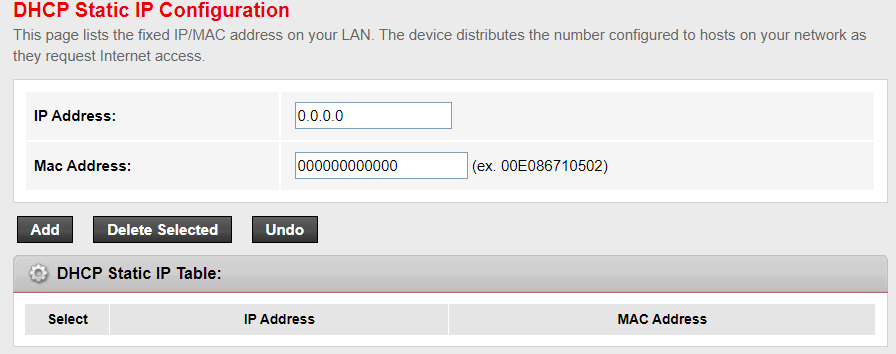 DHCP Static IP Configuration
This page lists the fixed IP/MAC address on your LAN. The device distributes the number configured to hosts on your network as
they request Internet access.
IP Address: 0.0.0.0
Mac Address: 000000000000 (ex. 00E086710502)
Add Delete Selected Undo
DHCP Static IP Table:
Select IP Address MAC Address